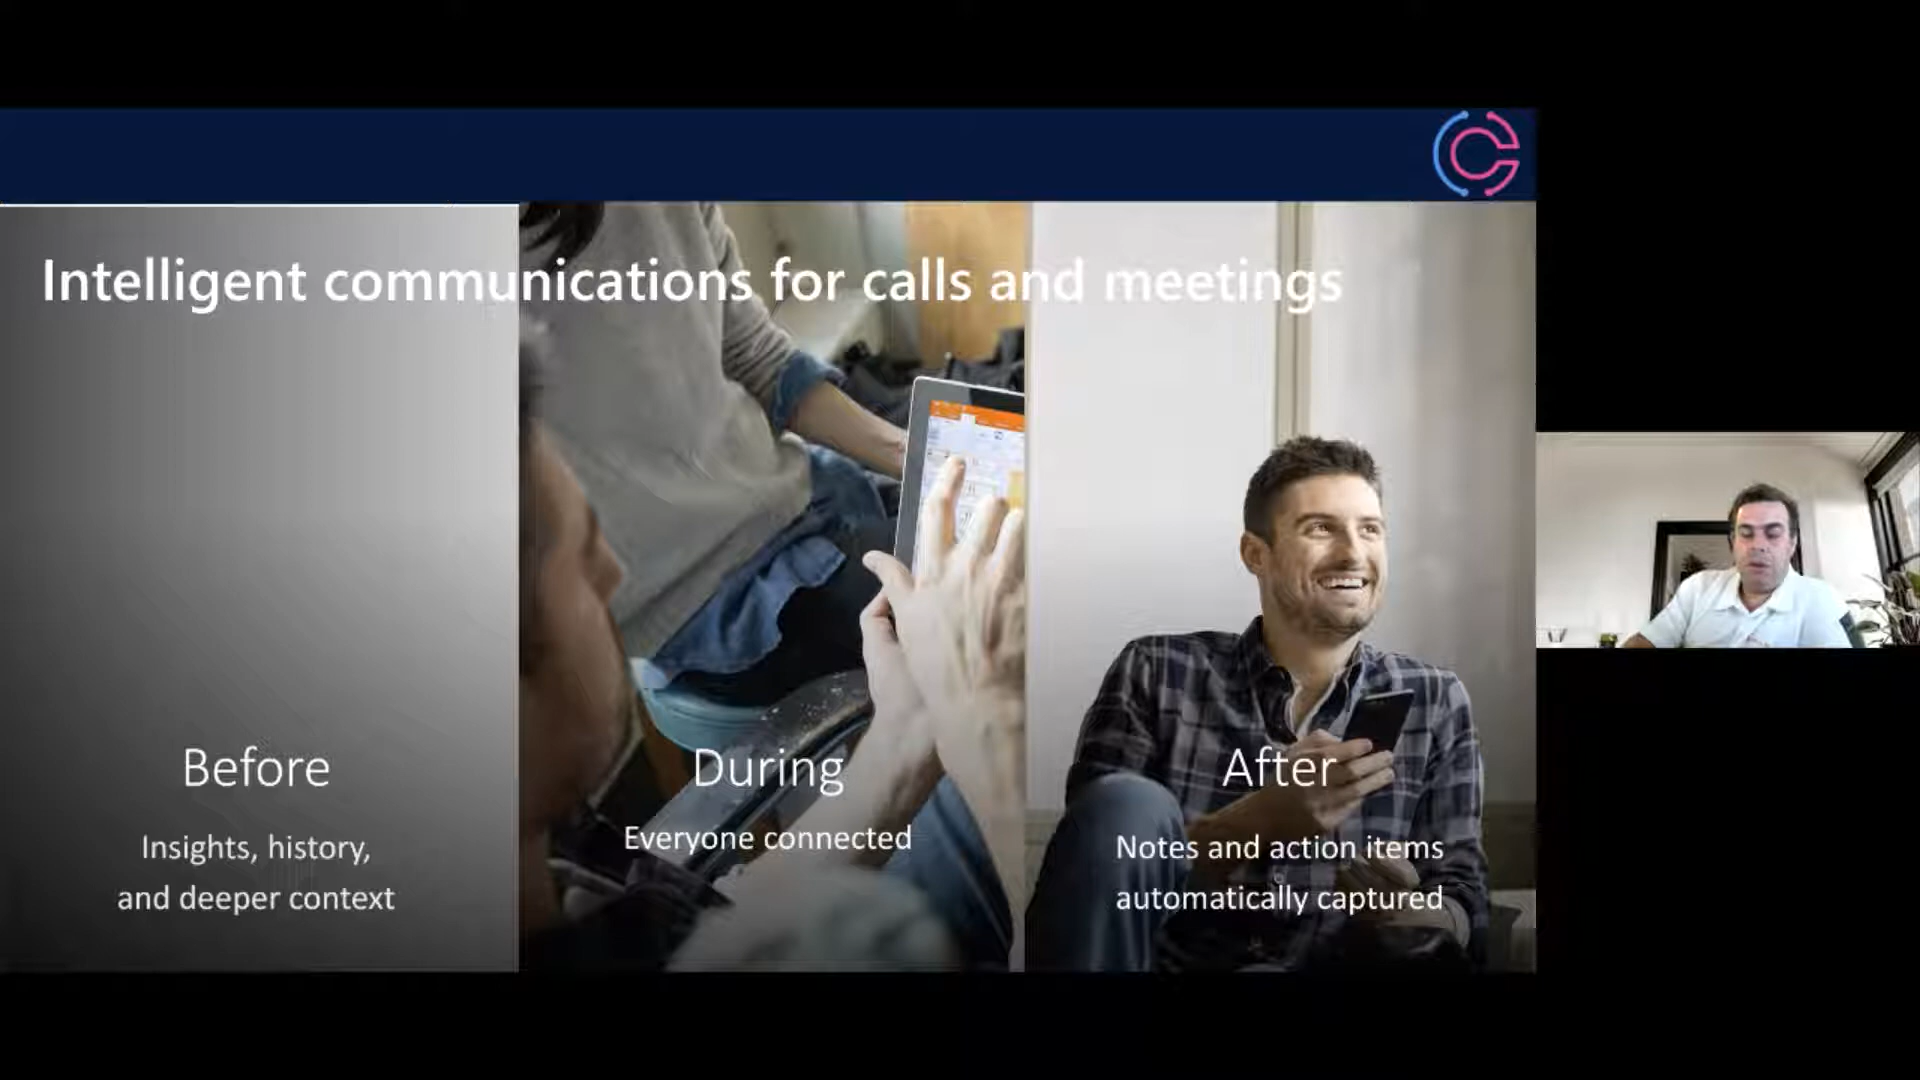 Intelligent communications for calls and meetings
Before
Insights, history,
and deeper context
During
Everyone connected
After
Notes and action items
automatically captured